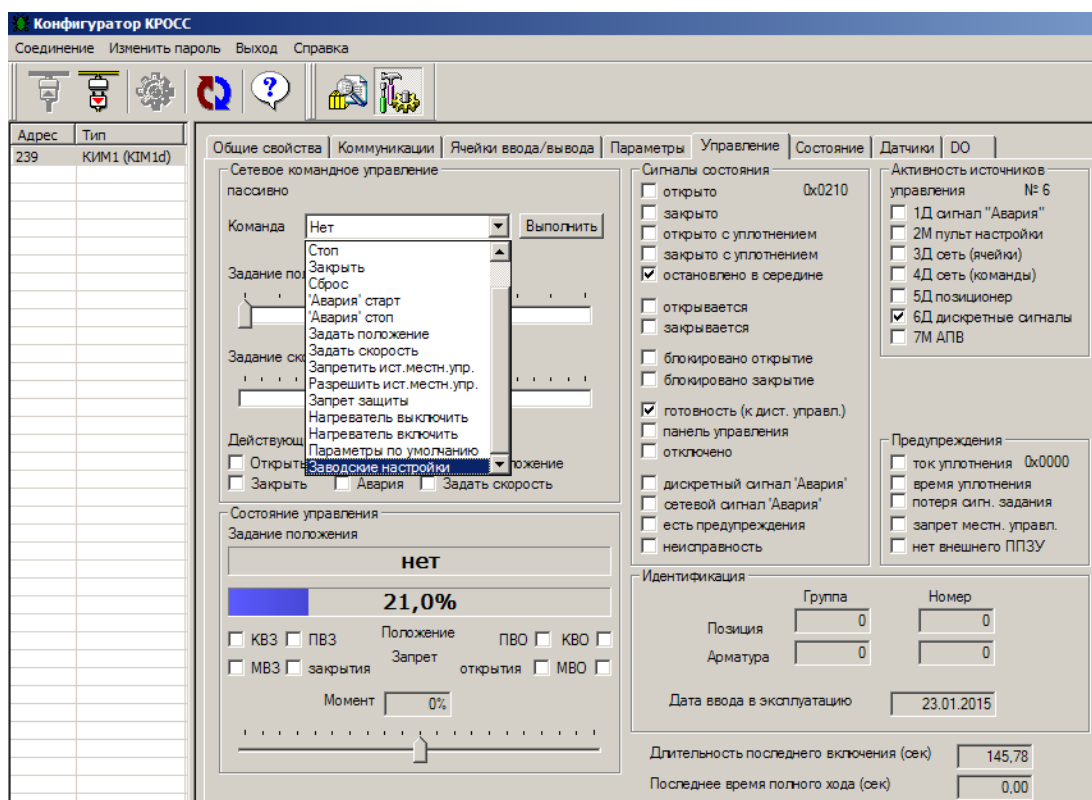 Конфигуратор КРОСС
Соединение Изменить пароль Выход Справка
Адрес Тип
239 КИМ1 (KIM1d)
Общие свойства Коммуникации Ячейки ввода/вывода Параметры Управление Состояние Датчики DO
Сетевое командное управление
пассивно
Команда Нет Выполнить
Стоп
Закрыть
Сброс
'Авария' старт
'Авария' стоп
Задать положение
Задать скорость
Запретить ист.местн.упр.
Разрешить ист.местн.упр.
Запрет защиты
Нагреватель выключить
Нагреватель включить
Параметры по умолчанию
Заводские настройки
Задание по
Задание ск
Действующ
Открыть ложение
Закрыть Авария Задать скорость
Состояние управления
Задание положения
нет
21,0%
КВЗ ПВЗ Положение ПВО КВО
МВЗ закрытия Запрет открытия МВО
Момент 0%
Сигналы состояния
открыто 0x0210
закрыто
открыто с уплотнением
закрыто с уплотнением
остановлено в середине
открывается
закрывается
блокировано открытие
блокировано закрытие
готовность (к дист. управл.)
панель управления
отключено
дискретный сигнал 'Авария'
сетевой сигнал 'Авария'
есть предупреждения
неисправность
Активность источников
управления № 6
1Д сигнал "Авария"
2М пульт настройки
3Д сеть (ячейки)
4Д сеть (команды)
5Д позиционер
6Д дискретные сигналы
7М АПВ
Предупреждения
ток уплотнения 0x0000
время уплотнения
потеря сигн. задания
запрет местн. управл.
нет внешнего ППЗУ
Идентификация
Группа Номер
Позиция 0 0
Арматура 0 0
Дата ввода в эксплуатацию 23.01.2015
Длительность последнего включения (сек) 145,78
Последнее время полного хода (сек) 0,00